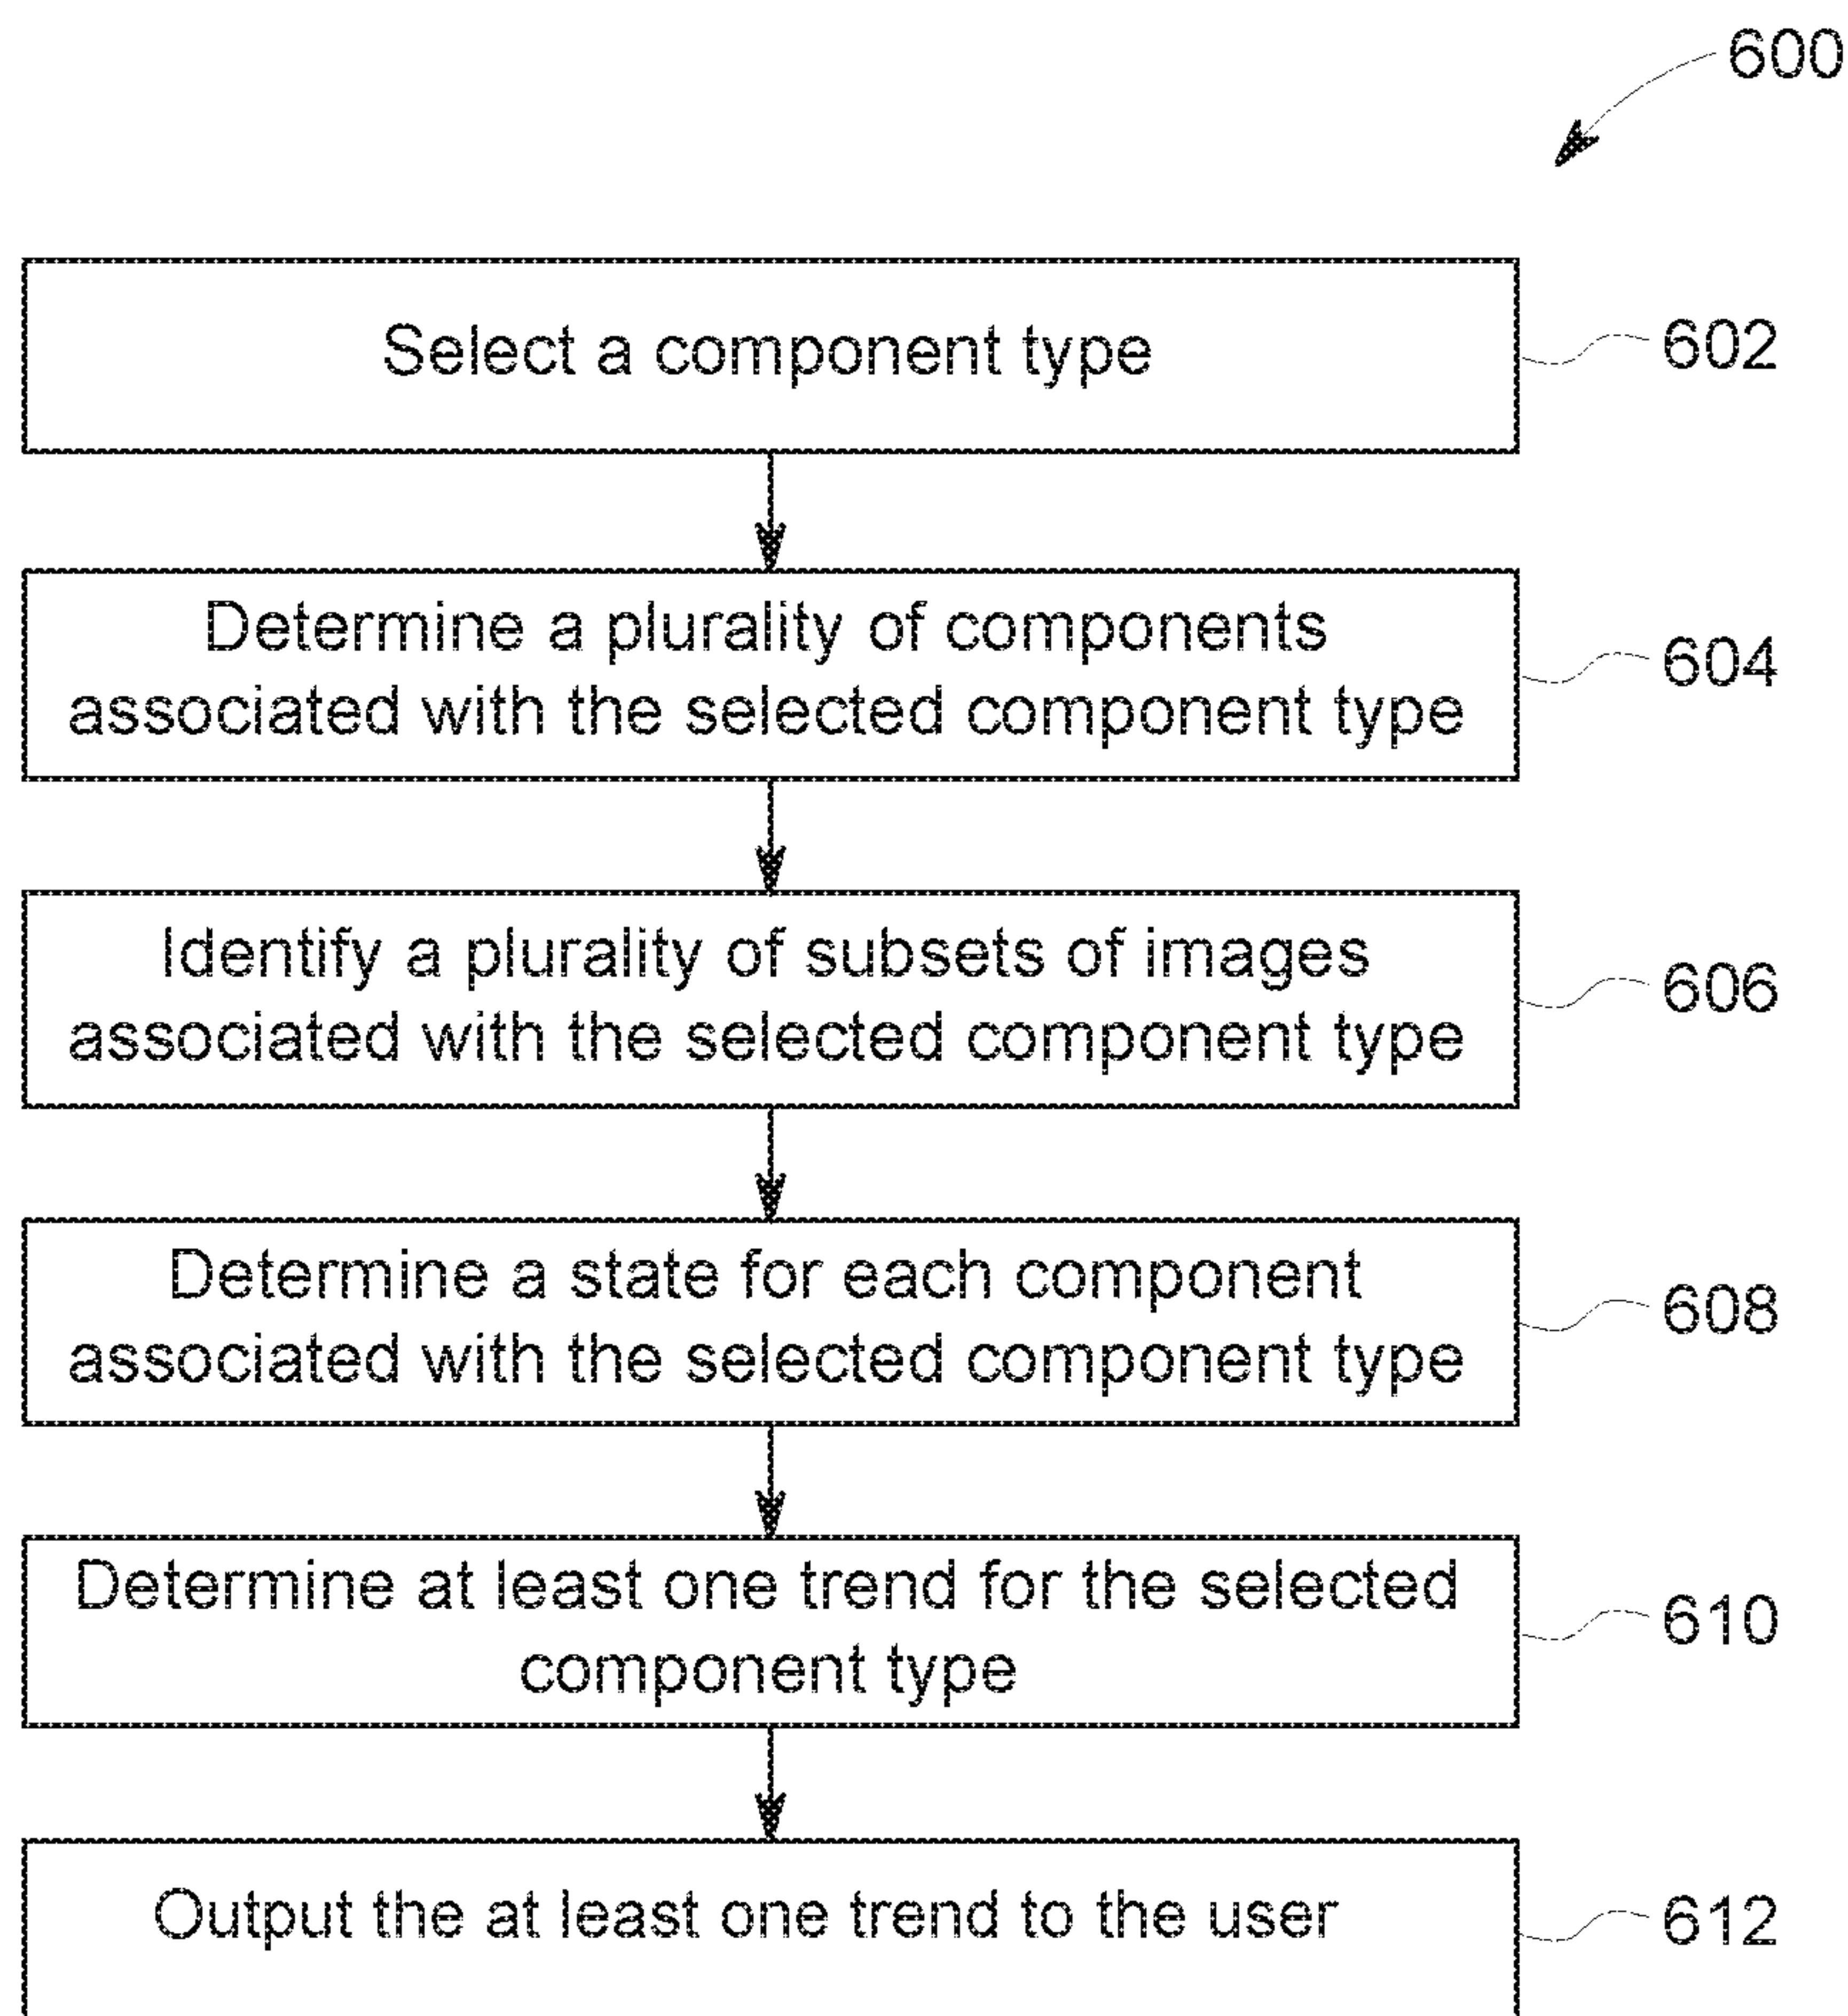 600
Select a component type
602
Determine a plurality of components
associated with the selected component type
604
Identify a plurality of subsets of images
associated with the selected component type
606
Determine a state for each component
associated with the selected component type
608
Determine at least one trend for the selected
component type
610
Output the at least one trend to the user
612